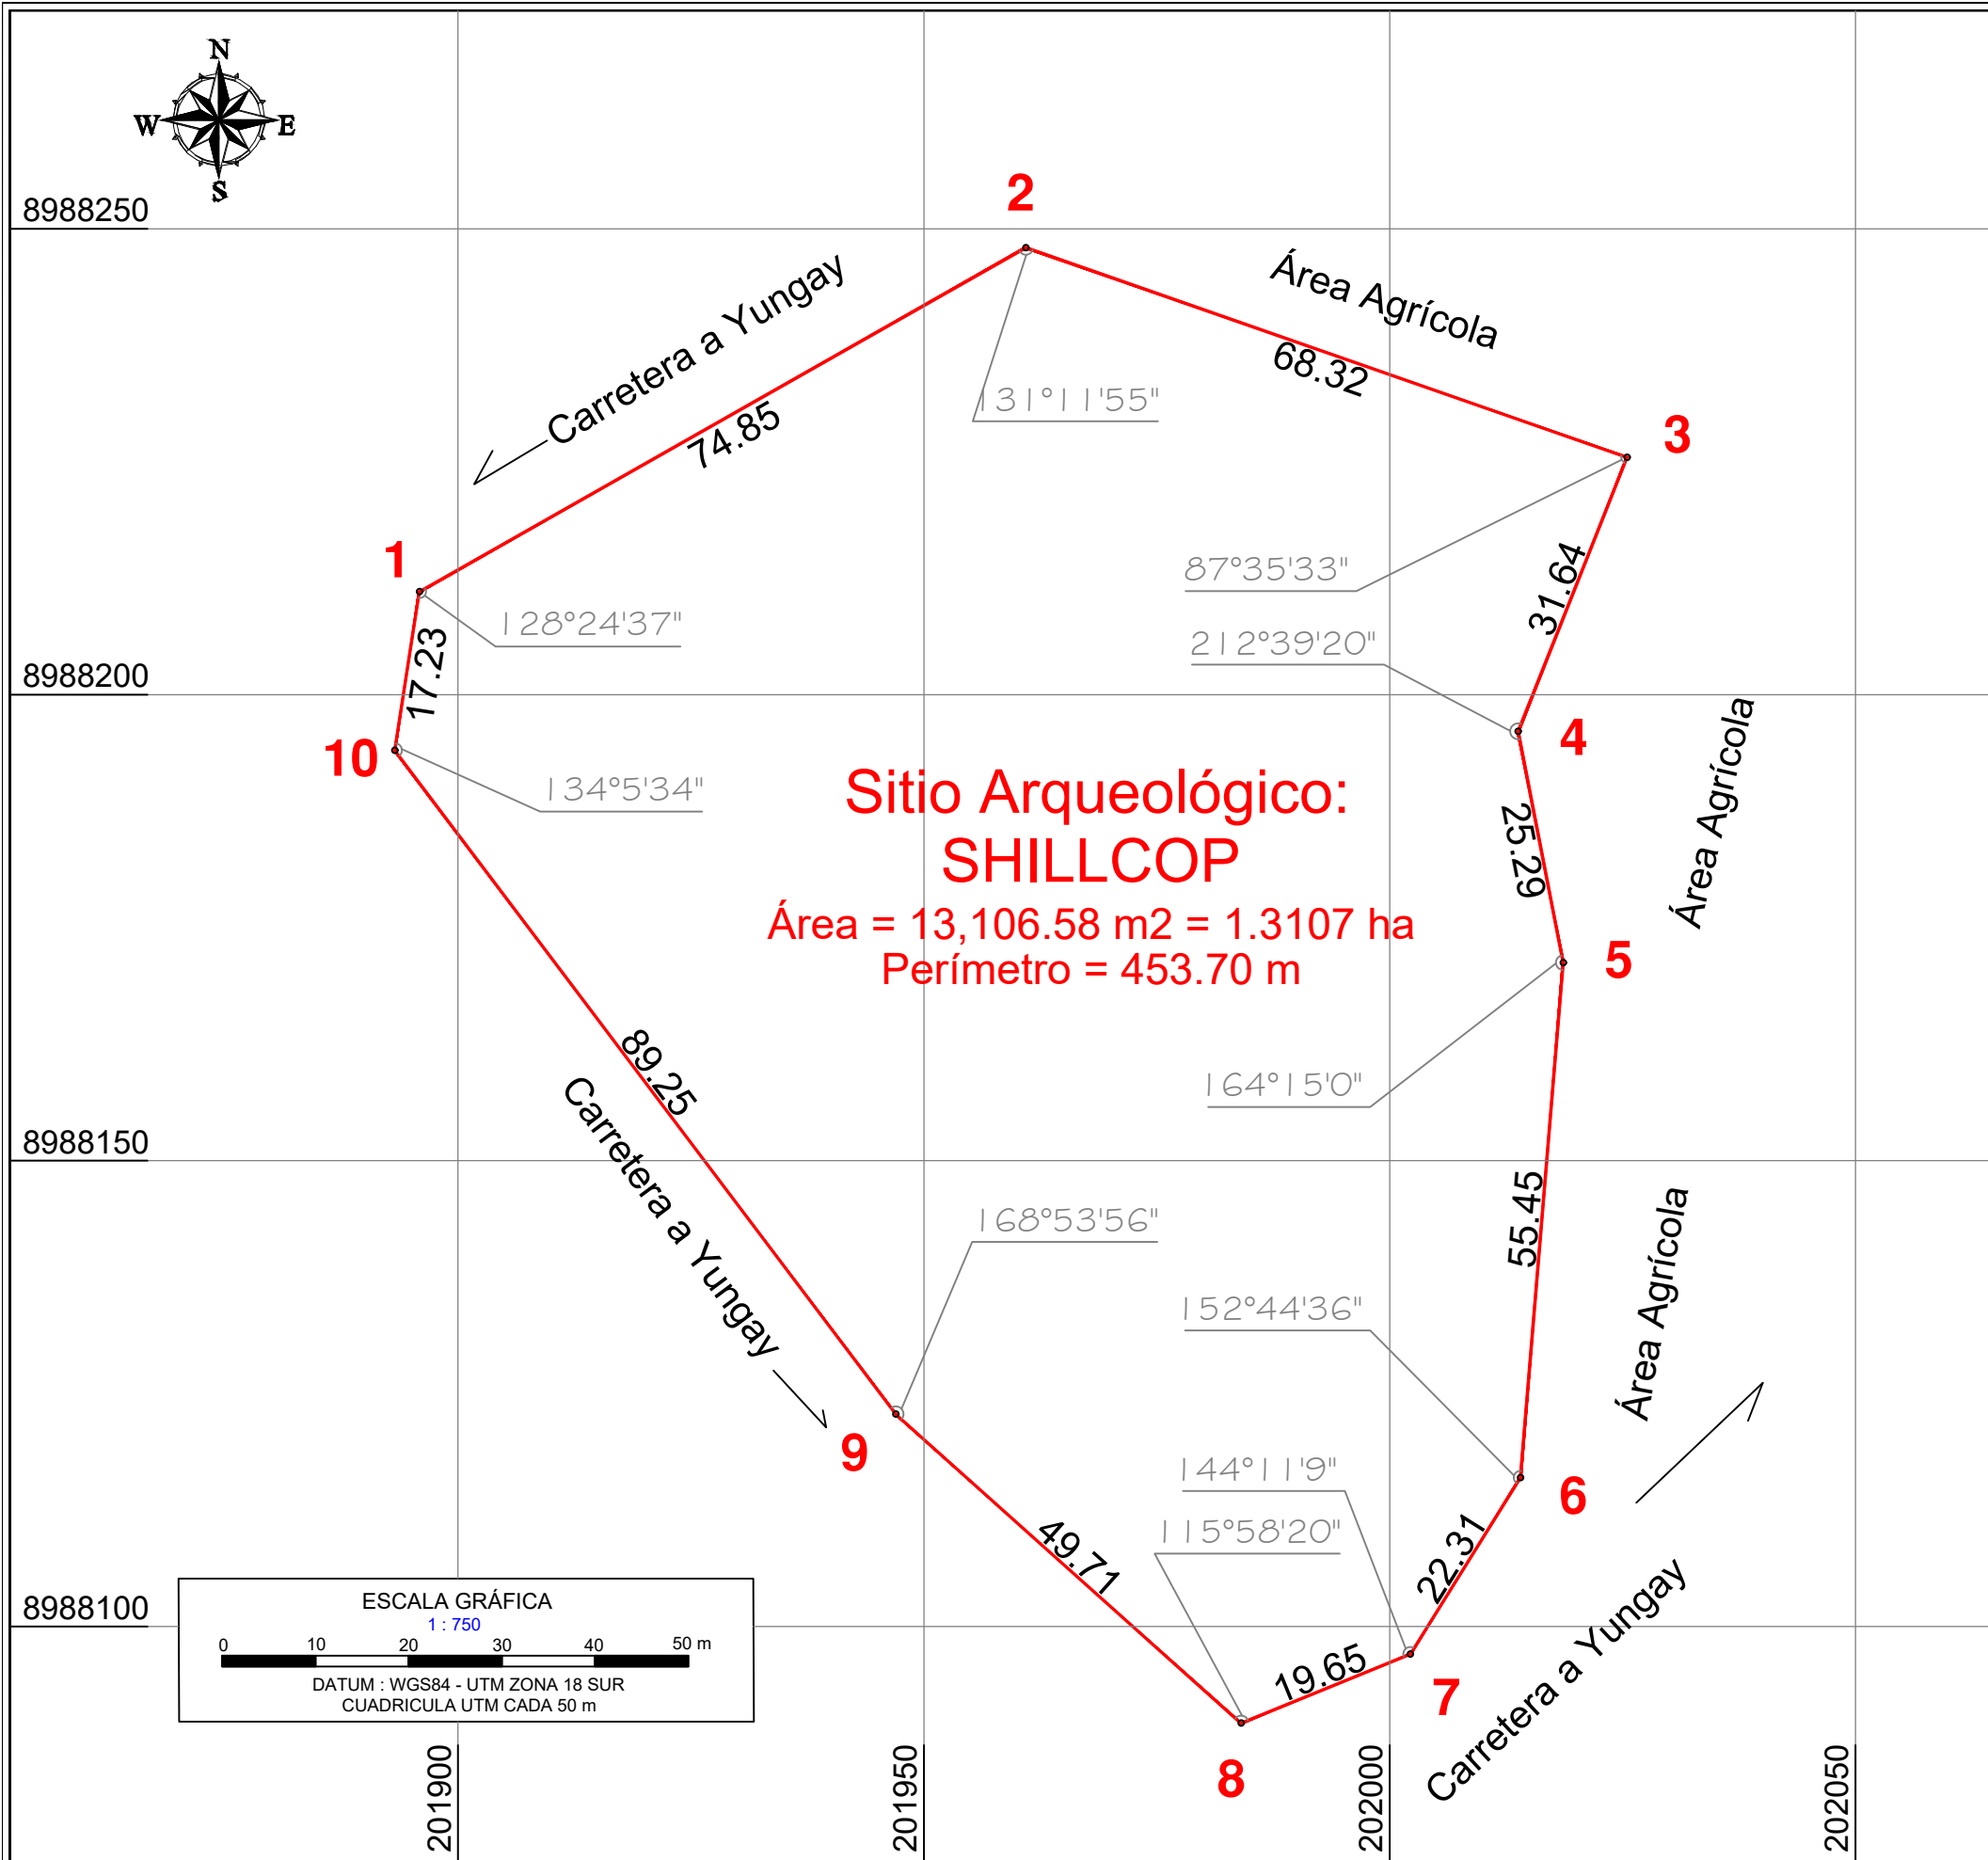 N
W E
S
8988250
8988200
8988150
8988100
201900
201950
202000
202050
1
2
3
4
5
6
7
8
9
10
Carretera a Yungay
74.85
Área Agrícola
68.32
131°11'55"
87°35'33"
31.64
212°39'20"
128°24'37"
17.23
134°5'34"
Sitio Arqueológico:
SHILLCOP
Área = 13,106.58 m2 = 1.3107 ha
Perímetro = 453.70 m
25.29
Área Agrícola
164°15'0"
89.25
Carretera a Yungay
55.45
Área Agrícola
168°53'56"
152°44'36"
144°11'9"
115°58'20"
49.71
22.31
19.65
Carretera a Yungay
ESCALA GRÁFICA
1 : 750
0 10 20 30 40 50 m
DATUM : WGS84 - UTM ZONA 18 SUR
CUADRICULA UTM CADA 50 m